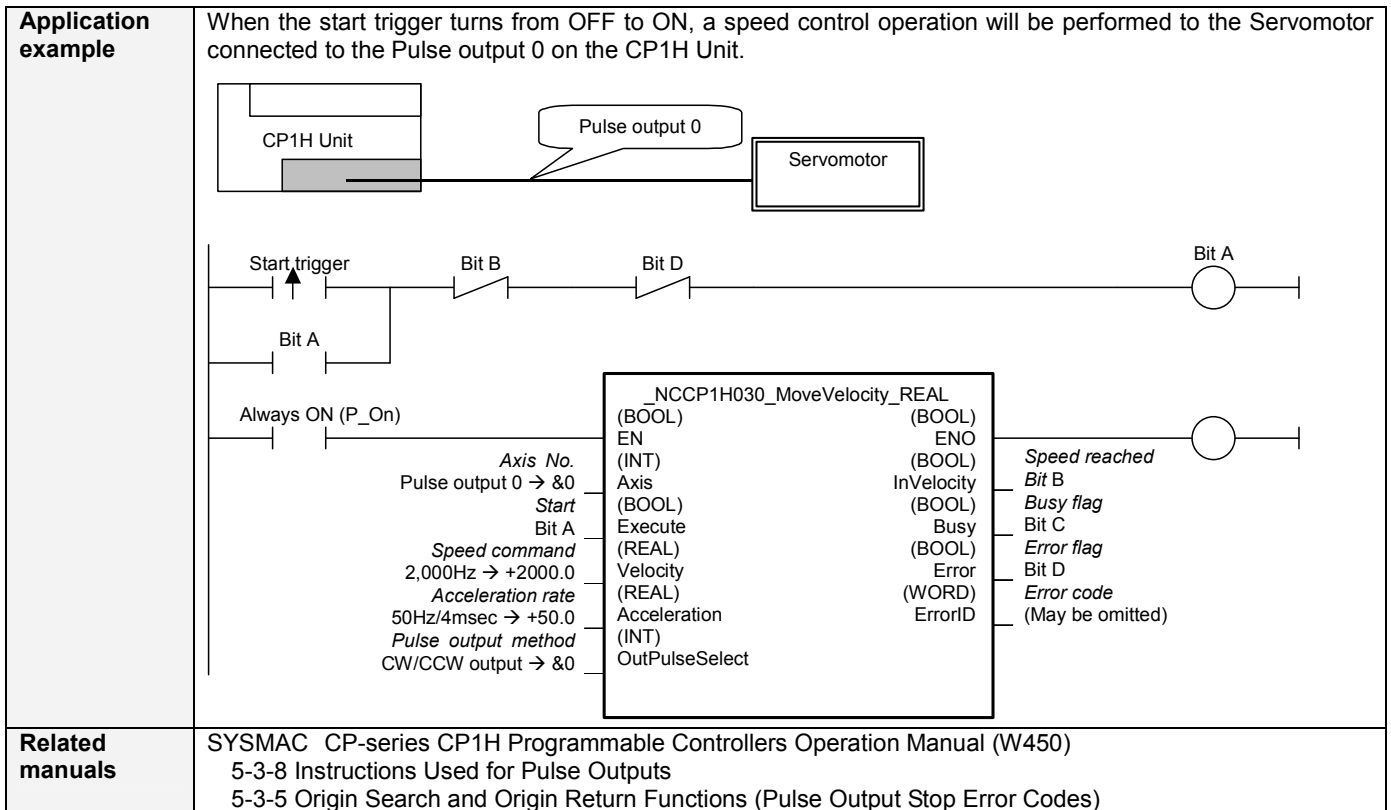 Application example
When the start trigger turns from OFF to ON, a speed control operation will be performed to the Servomotor
connected to the Pulse output 0 on the CP1H Unit.
CP1H Unit
Pulse output 0
Servomotor
Start trigger
Bit B
Bit D
Bit A
Bit A
Always ON (P_On)
_NCCP1H030_MoveVelocity_REAL
(BOOL) (BOOL)
EN ENO
Axis No. (INT) (BOOL) Speed reached
Pulse output 0 → &0 Axis InVelocity Bit B
Start (BOOL) (BOOL) Busy flag
Bit A Execute Busy Bit C
Speed command (REAL) (BOOL) Error flag
2,000Hz → +2000.0 Velocity Error Bit D
Acceleration rate (REAL) (WORD) Error code
50Hz/4msec → +50.0 Acceleration ErrorID (May be omitted)
Pulse output method (INT)
CW/CCW output → &0 OutPulseSelect
Related manuals
SYSMAC CP-series CP1H Programmable Controllers Operation Manual (W450)
5-3-8 Instructions Used for Pulse Outputs
5-3-5 Origin Search and Origin Return Functions (Pulse Output Stop Error Codes)